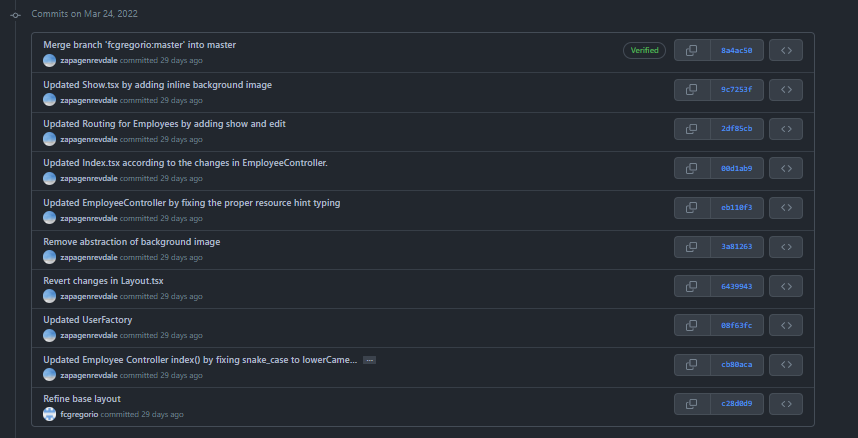 Commits on Mar 24, 2022
Merge branch 'fcgregorio:master' into master
zapagenrevdale committed 29 days ago
Verified
8a4ac50
Updated Show.tsx by adding inline background image
zapagenrevdale committed 29 days ago
9c7253f
Updated Routing for Employees by adding show and edit
zapagenrevdale committed 29 days ago
2df85cb
Updated Index.tsx according to the changes in EmployeeController.
zapagenrevdale committed 29 days ago
00d1ab9
Updated EmployeeController by fixing the proper resource hint typing
zapagenrevdale committed 29 days ago
eb110f3
Remove abstraction of background image
zapagenrevdale committed 29 days ago
3a81263
Revert changes in Layout.tsx
zapagenrevdale committed 29 days ago
6439943
Updated UserFactory
zapagenrevdale committed 29 days ago
08f63fc
Updated Employee Controller index() by fixing snake_case to lowerCame… ...
zapagenrevdale committed 29 days ago
cb80aca
Refine base layout
fcgregorio committed 29 days ago
c28d0d9